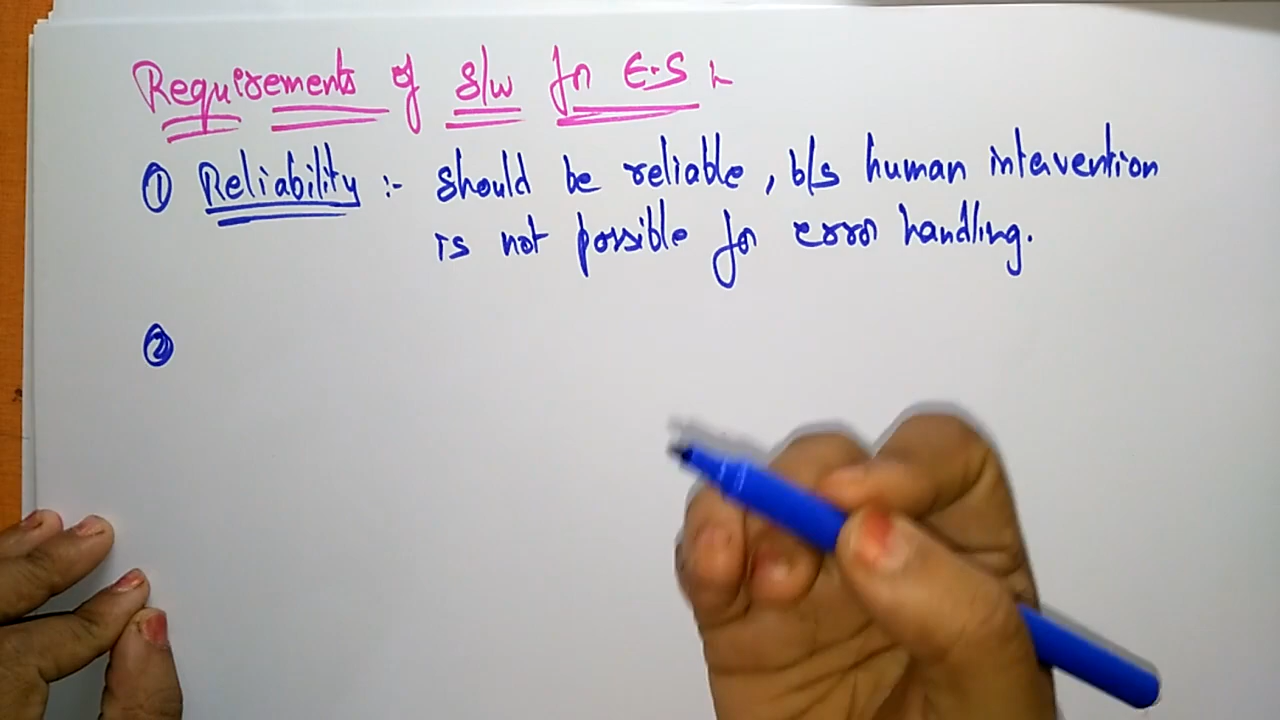 Requirements of S/W for E.S :-
① Reliability :- should be reliable, b/s human intervention
is not possible for error handling.
②